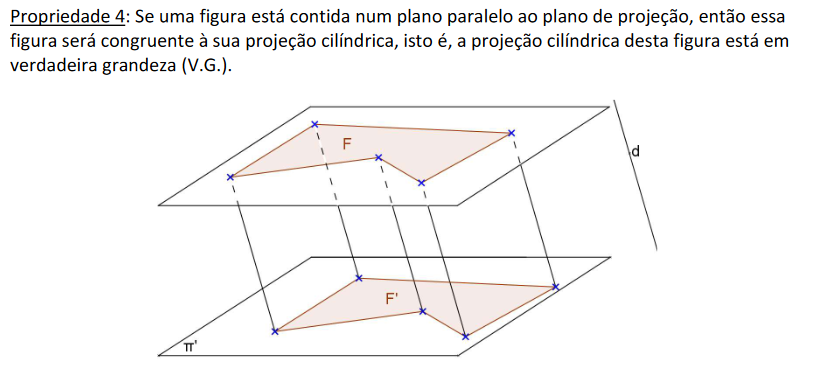 Propriedade 4: Se uma figura está contida num plano paralelo ao plano de projeção, então essa
figura será congruente à sua projeção cilíndrica, isto é, a projeção cilíndrica desta figura está em
verdadeira grandeza (V.G.).
F
d
F'
π'